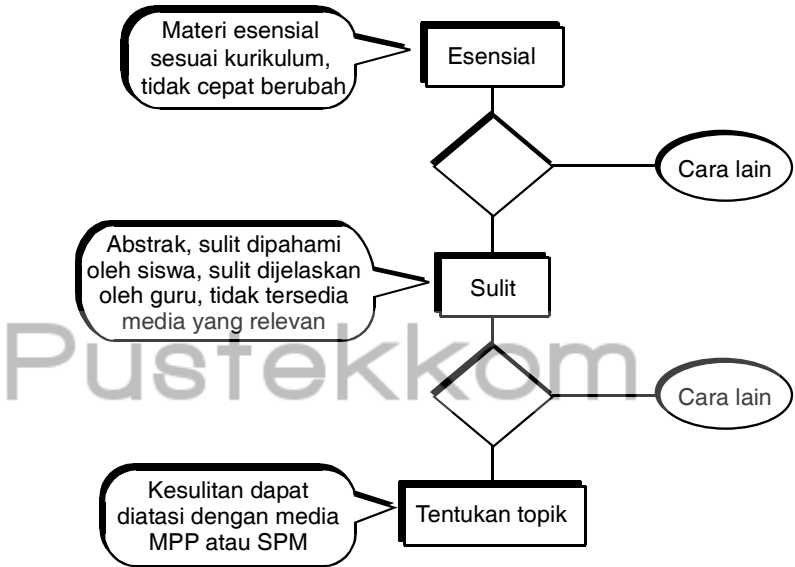 Materi esensial
sesuai kurikulum,
tidak cepat berubah
Esensial
Cara lain
Abstrak, sulit dipahami
oleh siswa, sulit dijelaskan
oleh guru, tidak tersedia
media yang relevan
Sulit
Pustekkom
Cara lain
Kesulitan dapat
diatasi dengan media
MPP atau SPM
Tentukan topik